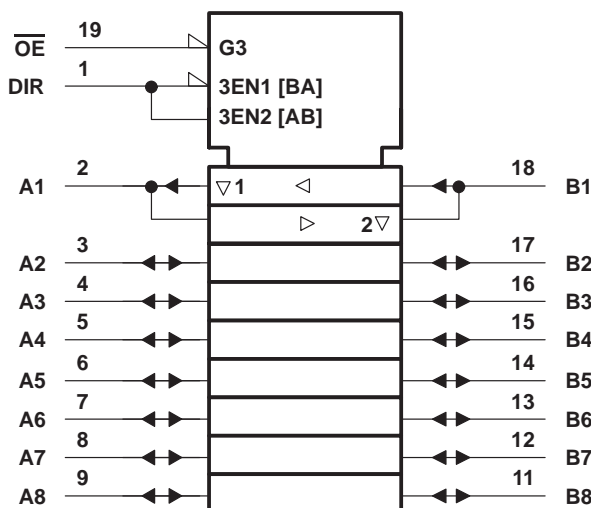 19
O̅E̅ G3
1
DIR 3EN1 [BA]
3EN2 [AB]
2 18
A1 ▽1 ◁ B1
▷ 2▽
3 17
A2 B2
4 16
A3 B3
5 15
A4 B4
6 14
A5 B5
7 13
A6 B6
8 12
A7 B7
9 11
A8 B8